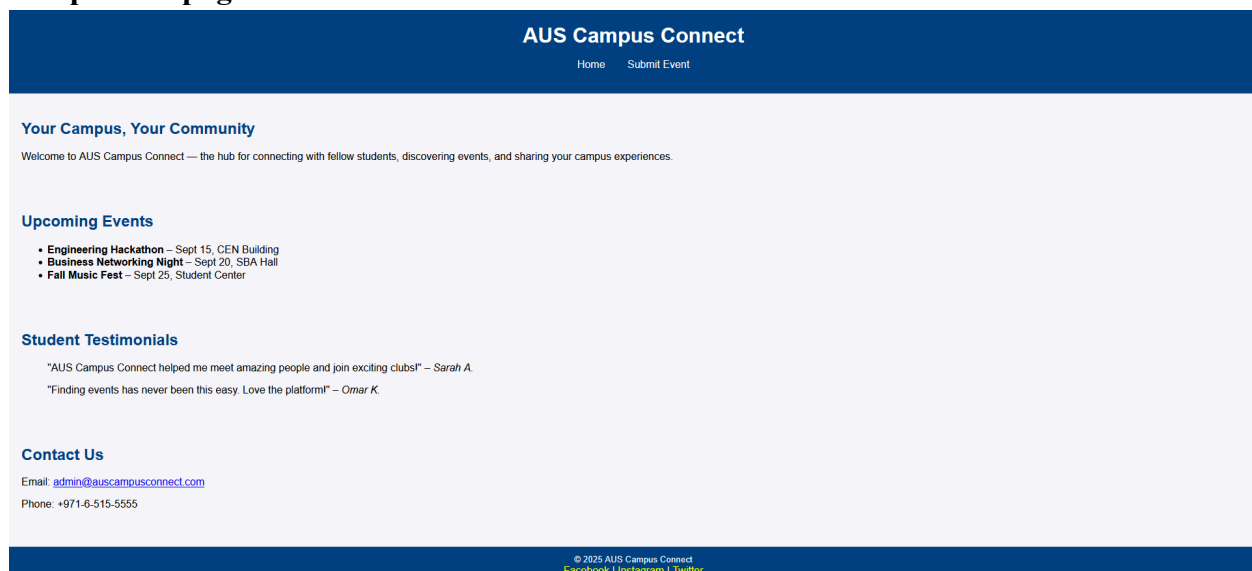 AUS Campus Connect
Home Submit Event
Your Campus, Your Community
Welcome to AUS Campus Connect — the hub for connecting with fellow students, discovering events, and sharing your campus experiences.
Upcoming Events
• Engineering Hackathon – Sept 15, CEN Building
• Business Networking Night – Sept 20, SBA Hall
• Fall Music Fest – Sept 25, Student Center
Student Testimonials
"AUS Campus Connect helped me meet amazing people and join exciting clubs!" – Sarah A.
"Finding events has never been this easy. Love the platform!" – Omar K.
Contact Us
Email: admin@auscampusconnect.com
Phone: +971-6-515-5555
© 2025 AUS Campus Connect
Facebook | Instagram | Twitter